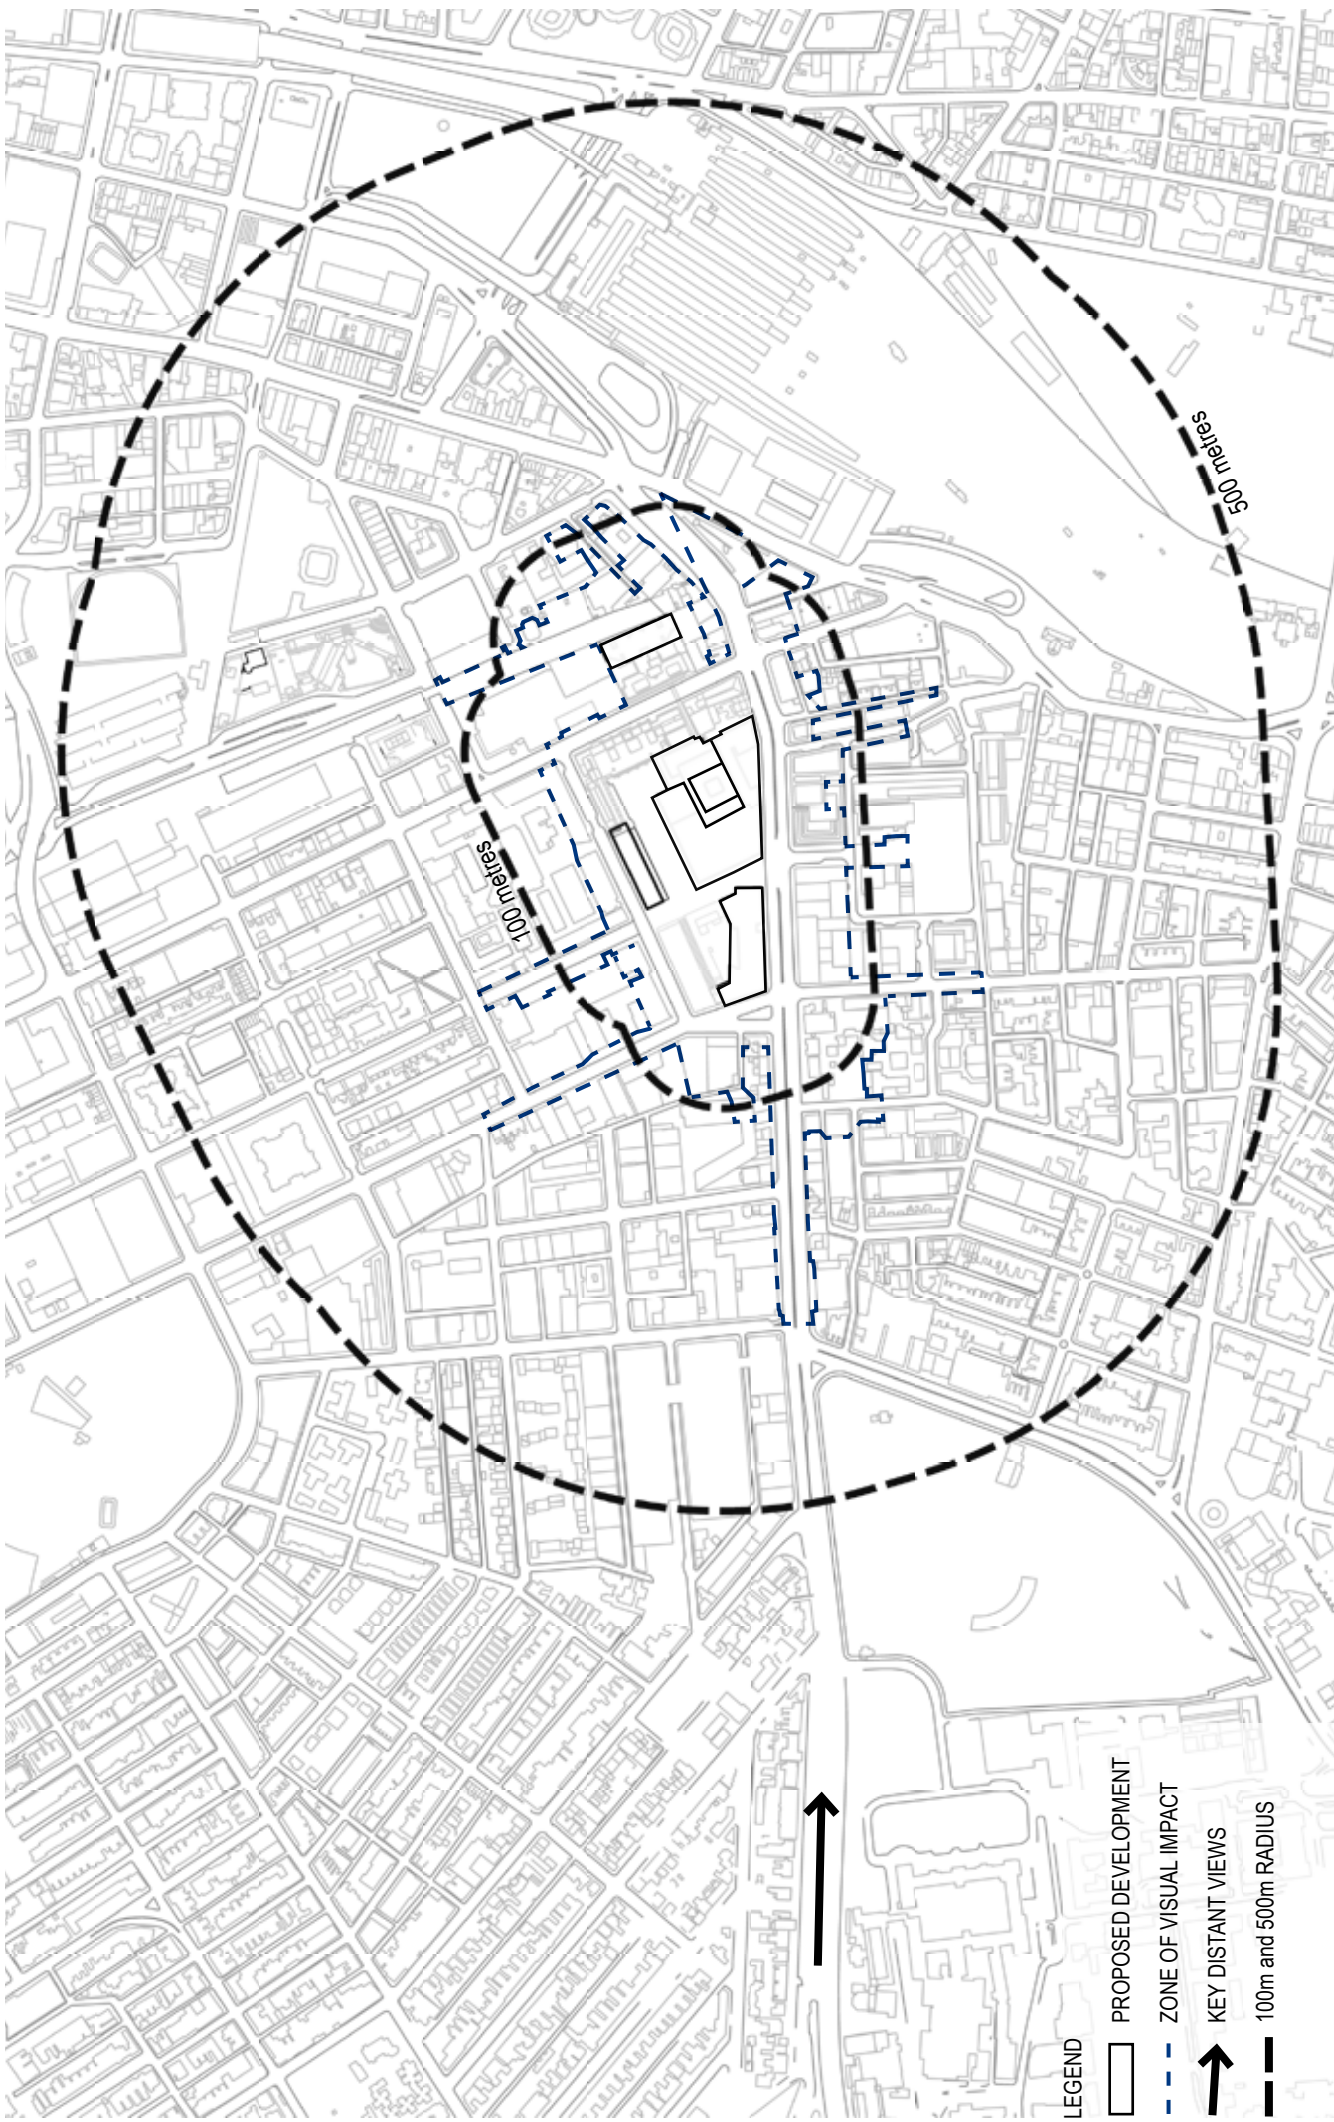 500 metres
100 metres
LEGEND
PROPOSED DEVELOPMENT
ZONE OF VISUAL IMPACT
KEY DISTANT VIEWS
100m and 500m RADIUS